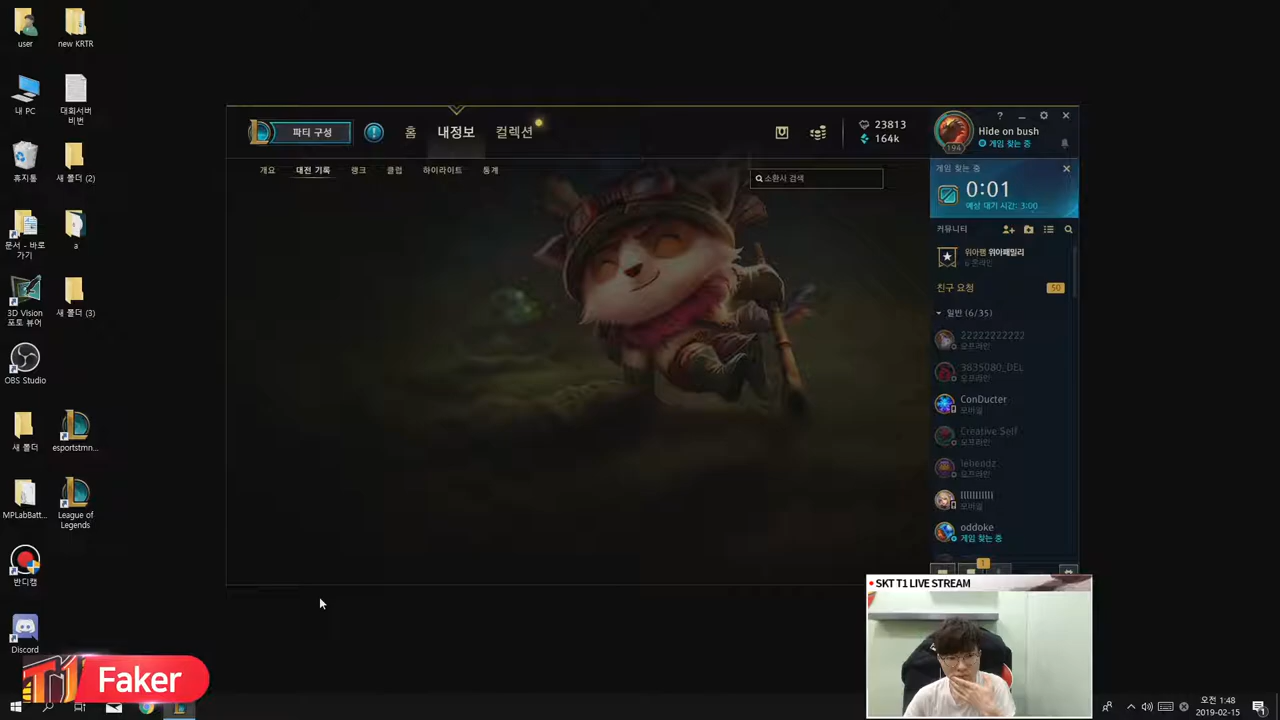 user
new KRTR
내 PC
대화서버
비번
휴지통
새 폴더 (2)
문서 - 바로
가기
a
3D Vision
포토 뷰어
새 폴더 (3)
OBS Studio
새 폴더
esportstmn...
MPLabBatt...
League of
Legends
반디캠
Discord
T1 Faker
파티 구성
홈
내정보
컬렉션
23813
164k
194
Hide on bush
게임 찾는 중
개요
대전 기록
랭크
클럽
하이라이트
통계
소환사 검색
게임 찾는 중
0:01
예상 대기 시간: 3:00
커뮤니티
위아램 위아패밀리
친구 요청
50
일반 (6/35)
22222222222
오프라인
3835080_DEL
오프라인
ConDucter
모바일
Creative Self
오프라인
오프라인
모바일
oddoke
게임 찾는 중
1
SKT T1 LIVE STREAM
오전 1:48
2019-02-15
1